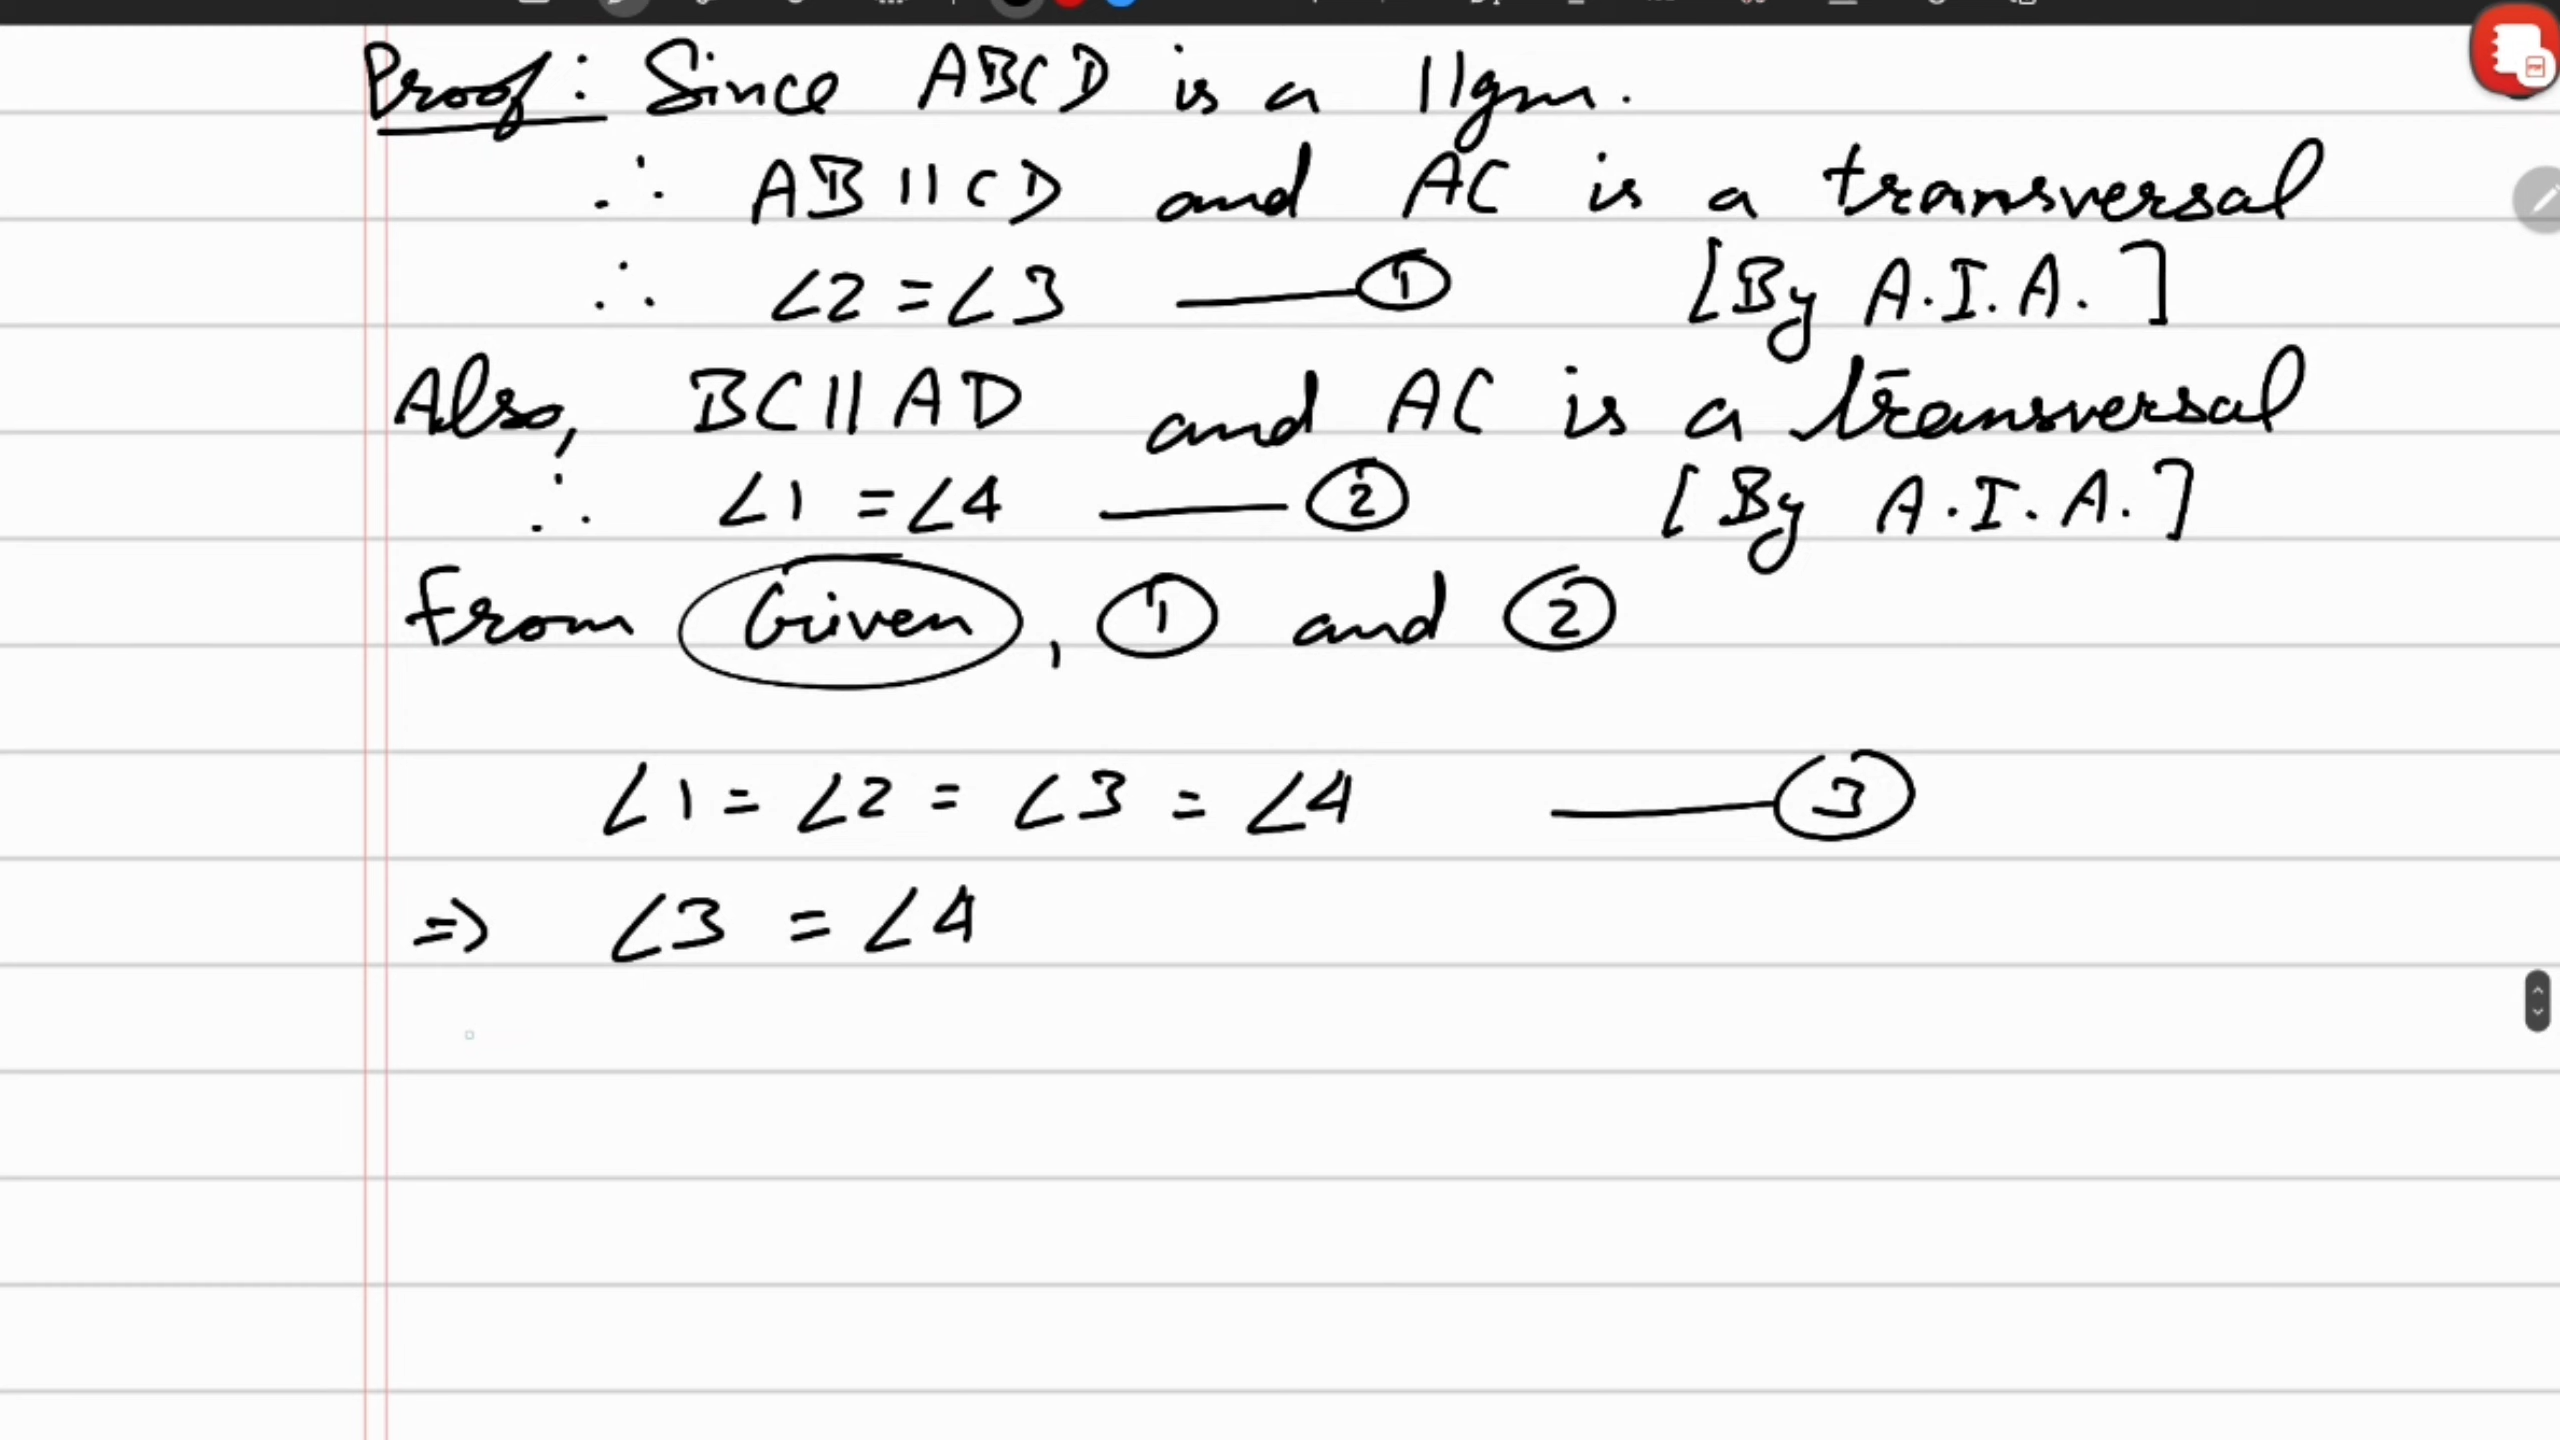 Proof: Since ABCD is a ||gm.
∴ AB || CD and AC is a transversal
∴ ∠2 = ∠3 —— ① [By A.I.A.]
Also, BC || AD and AC is a transversal
∴ ∠1 = ∠4 —— ② [By A.I.A.]
From Given, ① and ②
∠1 = ∠2 = ∠3 = ∠4 —— ③
⇒ ∠3 = ∠4